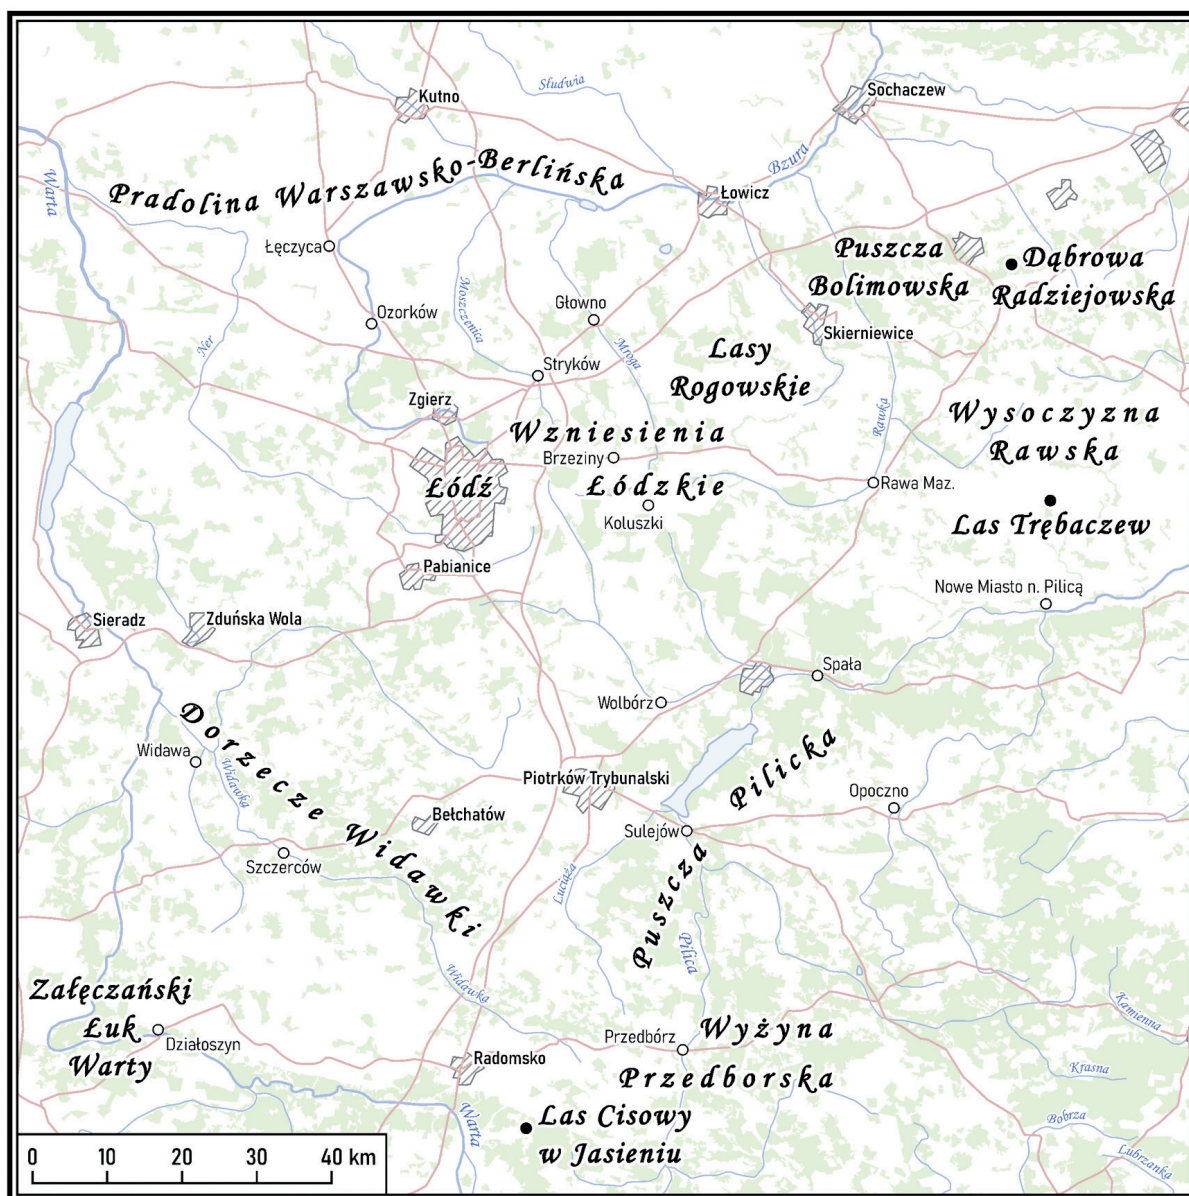 Słudwia
Kutno
Sochaczew
Bzura
Warta
Pradolina Warszawsko-Berlińska
Łowicz
Łęczyca
Puszcza
Bolimowska
Dąbrowa
Radziejowska
Moszczenica
Głowno
Ozorków
Ner
Mroga
Skierniewice
Lasy
Rogowskie
Stryków
Zgierz
Rawka
Wysoczyzna
Rawska
Wzniesienia
Łódzkie
Brzeziny
Łódź
Rawa Maz.
Koluszki
Las Trębaczew
Pabianice
Nowe Miasto n. Pilicą
Sieradz
Zduńska Wola
Spała
Wolbórz
Dorzecze Widawki
Widawa
Widawka
Piotrków Trybunalski
Puszcza Pilicka
Opoczno
Bełchatów
Sulejów
Szczerców
Luciąża
Pilica
Widawka
Załęczański
Łuk
Warty
Działoszyn
Kamienna
Przedbórz
Wyżyna
Przedborska
Radomsko
Krasna
Warta
Las Cisowy
w Jasieniu
Bobrza
Lubrzanka
0 10 20 30 40 km